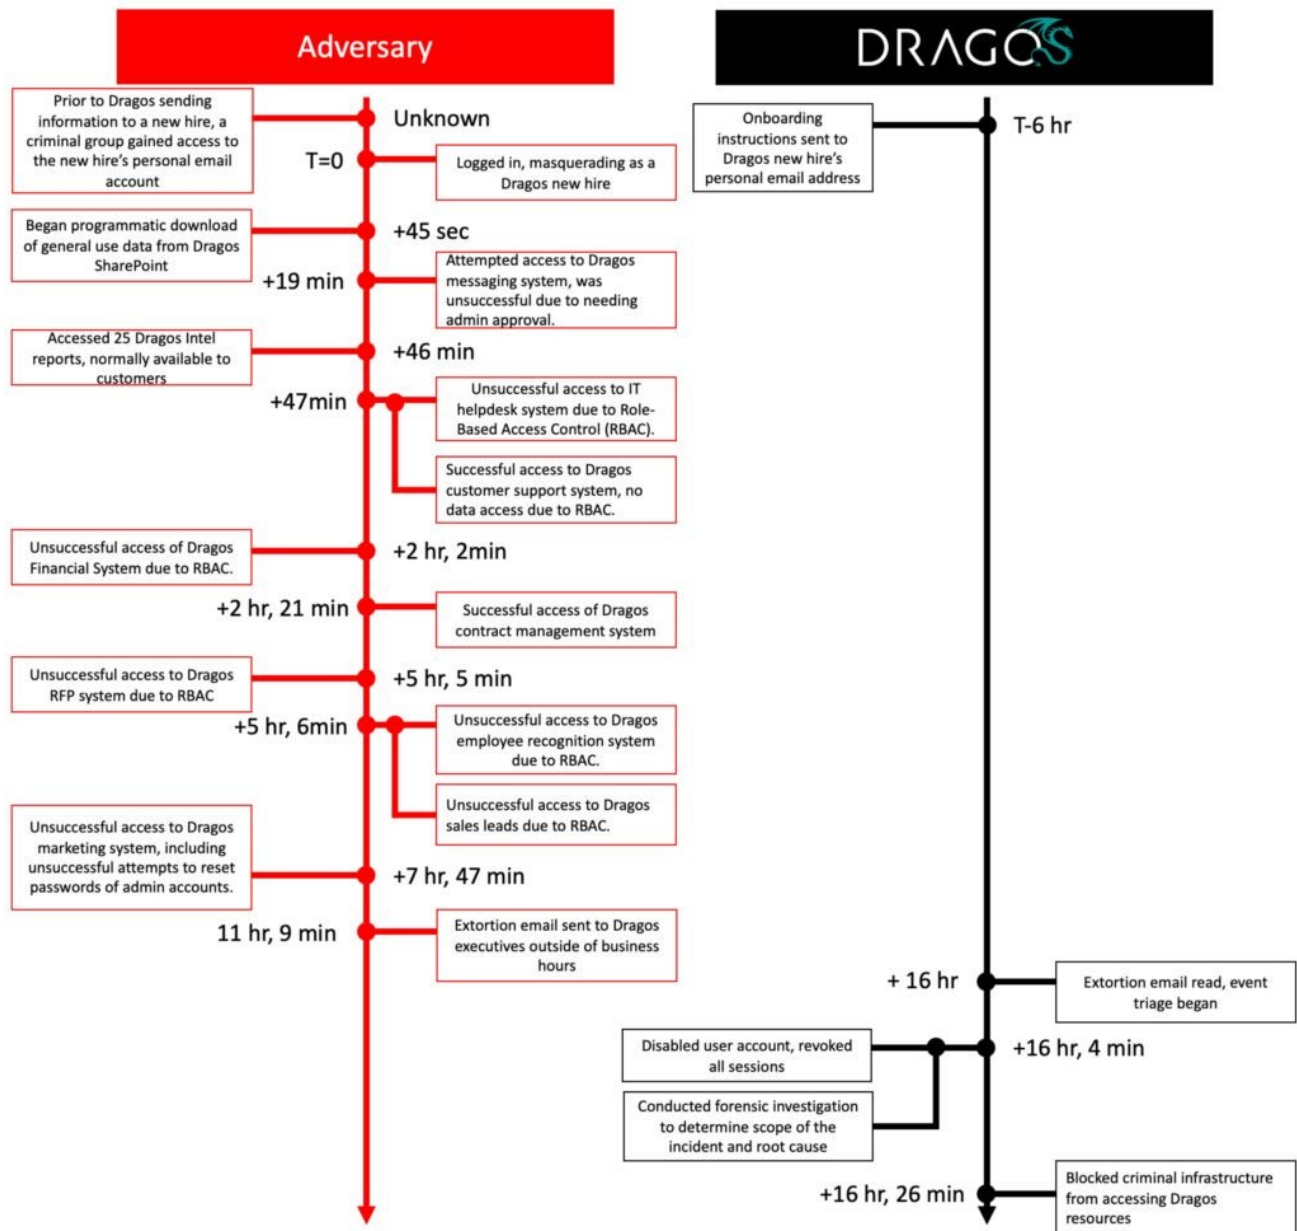 Adversary
DRAGOS
Prior to Dragos sending
information to a new hire, a
criminal group gained access to
the new hire's personal email
account
Unknown
T=0
Logged in, masquerading as a
Dragos new hire
Began programmatic download
of general use data from Dragos
SharePoint
+45 sec
+19 min
Attempted access to Dragos
messaging system, was
unsuccessful due to needing
admin approval.
Accessed 25 Dragos Intel
reports, normally available to
customers
+46 min
+47min
Unsuccessful access to IT
helpdesk system due to Role-
Based Access Control (RBAC).
Successful access to Dragos
customer support system, no
data access due to RBAC.
Unsuccessful access of Dragos
Financial System due to RBAC.
+2 hr, 2min
+2 hr, 21 min
Successful access of Dragos
contract management system
Unsuccessful access to Dragos
RFP system due to RBAC
+5 hr, 5 min
+5 hr, 6min
Unsuccessful access to Dragos
employee recognition system
due to RBAC.
Unsuccessful access to Dragos
sales leads due to RBAC.
Unsuccessful access to Dragos
marketing system, including
unsuccessful attempts to reset
passwords of admin accounts.
+7 hr, 47 min
11 hr, 9 min
Extortion email sent to Dragos
executives outside of business
hours
Onboarding
instructions sent to
Dragos new hire's
personal email address
T-6 hr
+ 16 hr
Extortion email read, event
triage began
Disabled user account, revoked
all sessions
+16 hr, 4 min
Conducted forensic investigation
to determine scope of the
incident and root cause
+16 hr, 26 min
Blocked criminal infrastructure
from accessing Dragos
resources